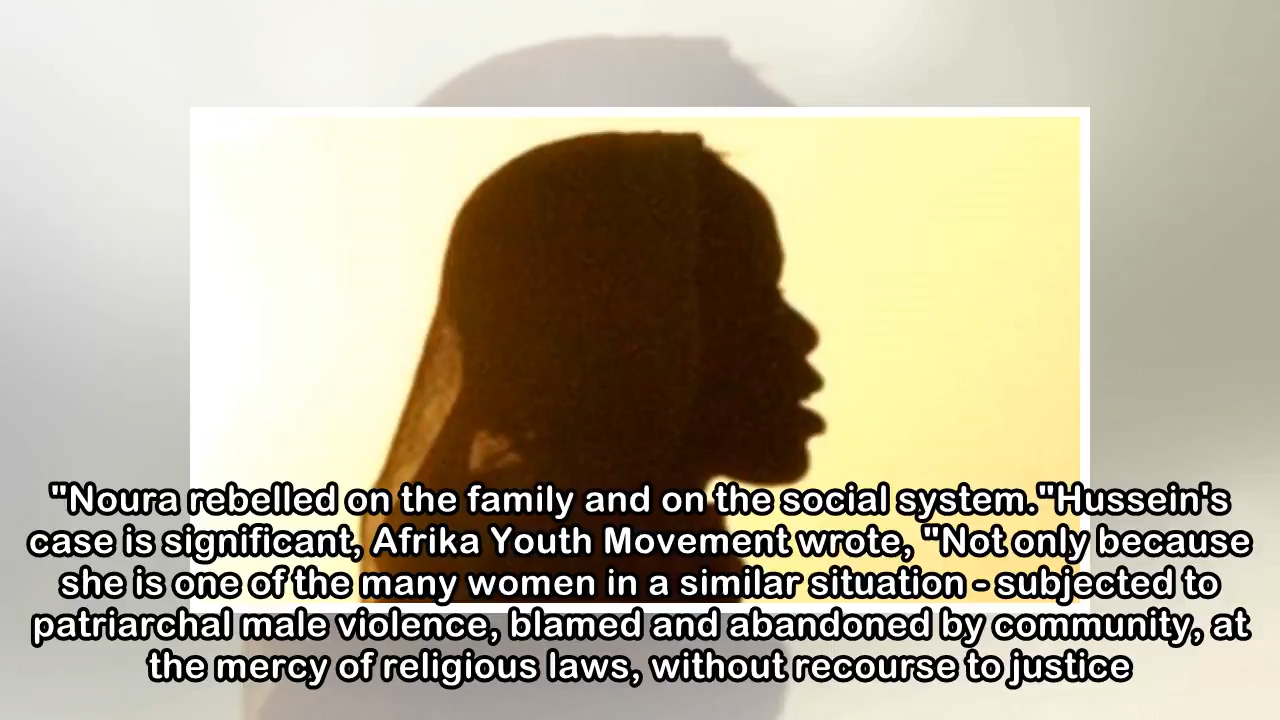 "Noura rebelled on the family and on the social system."Hussein's
case is significant, Afrika Youth Movement wrote, "Not only because
she is one of the many women in a similar situation - subjected to
patriarchal male violence, blamed and abandoned by community, at
the mercy of religious laws, without recourse to justice